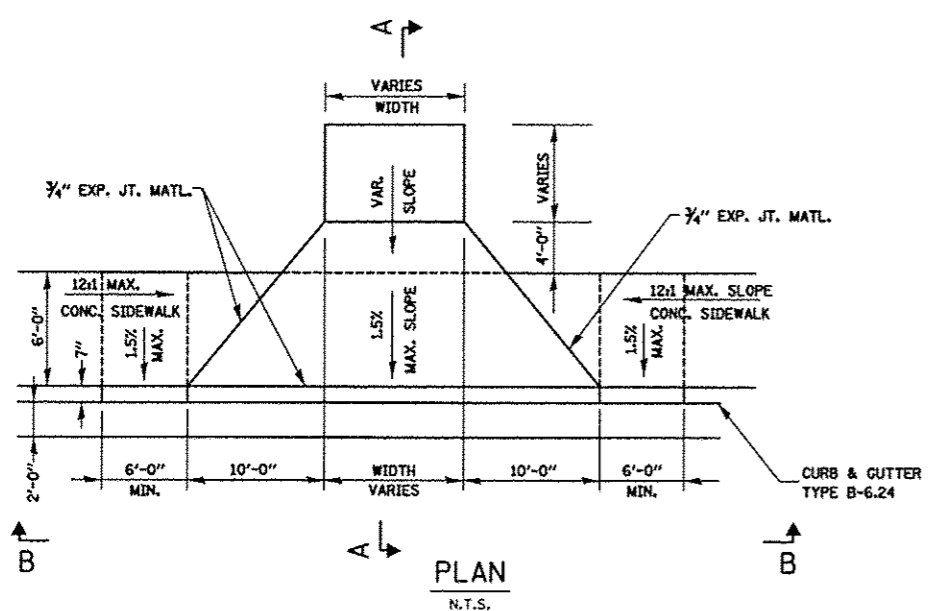 A
VARIES
WIDTH
3/4" EXP. JT. MATL.
VAR.
SLOPE
VARIES
4'-0"
3/4" EXP. JT. MATL.
12:1 MAX.
CONC. SIDEWALK
12:1 MAX. SLOPE
CONC. SIDEWALK
6'-0"
7"
1.5%
MAX.
1.5%
MAX. SLOPE
1.5%
MAX.
2'-0"
6'-0"
MIN.
10'-0"
WIDTH
VARIES
10'-0"
6'-0"
MIN.
CURB & GUTTER
TYPE B-6.24
B
A
B
PLAN
N.T.S.